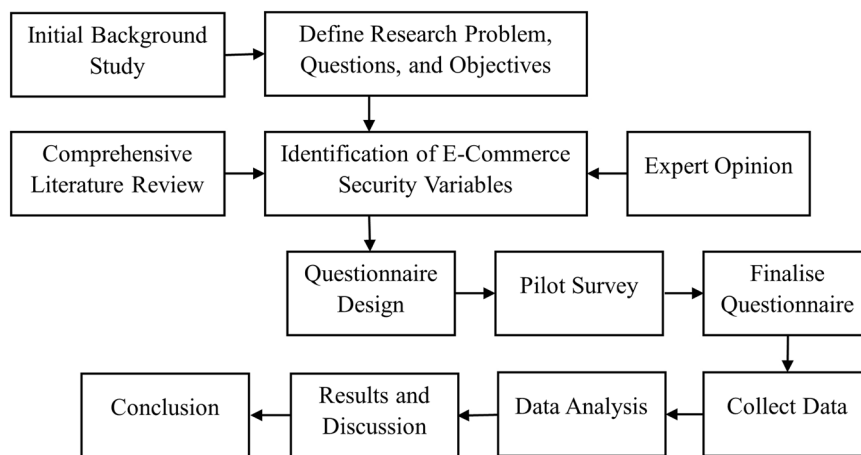 Initial Background
Study
Define Research Problem,
Questions, and Objectives
Comprehensive
Literature Review
Identification of E-Commerce
Security Variables
Expert Opinion
Questionnaire
Design
Pilot Survey
Finalise
Questionnaire
Conclusion
Results and
Discussion
Data Analysis
Collect Data